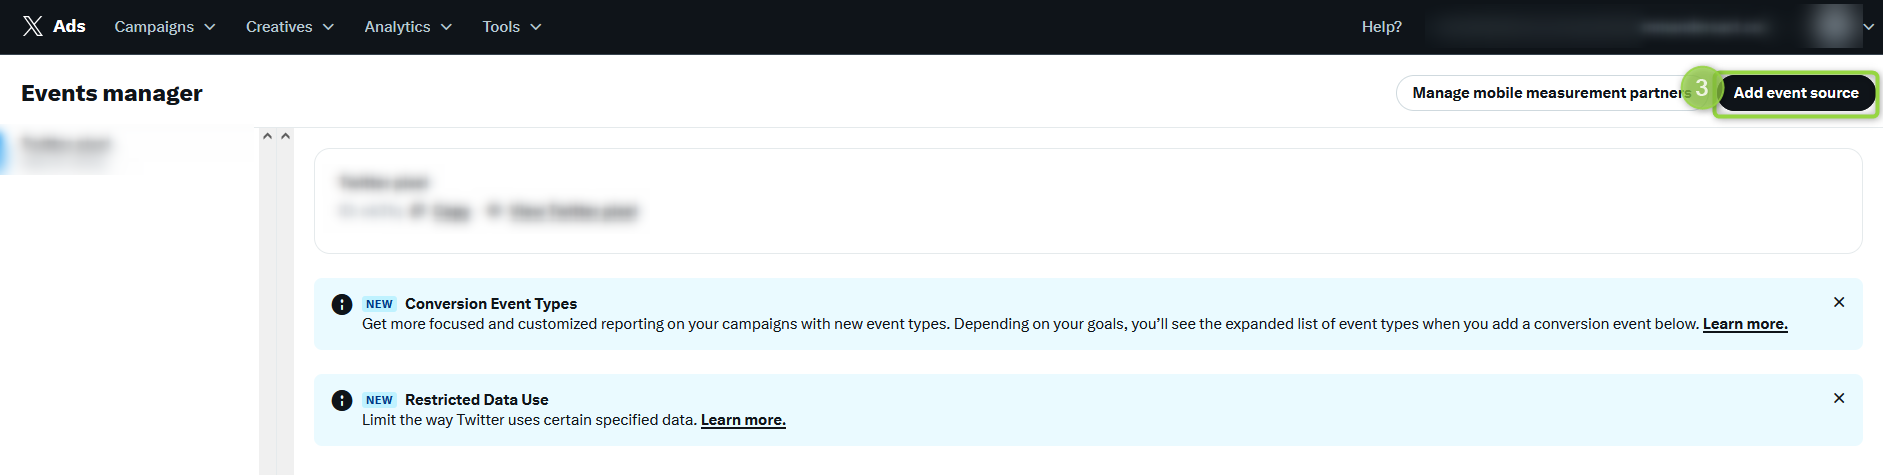 X Ads Campaigns Creatives Analytics Tools Help?
Events manager
Manage mobile measurement partners 3 Add event source
NEW Conversion Event Types
Get more focused and customized reporting on your campaigns with new event types. Depending on your goals, you’ll see the expanded list of event types when you add a conversion event below. Learn more.
NEW Restricted Data Use
Limit the way Twitter uses certain specified data. Learn more.